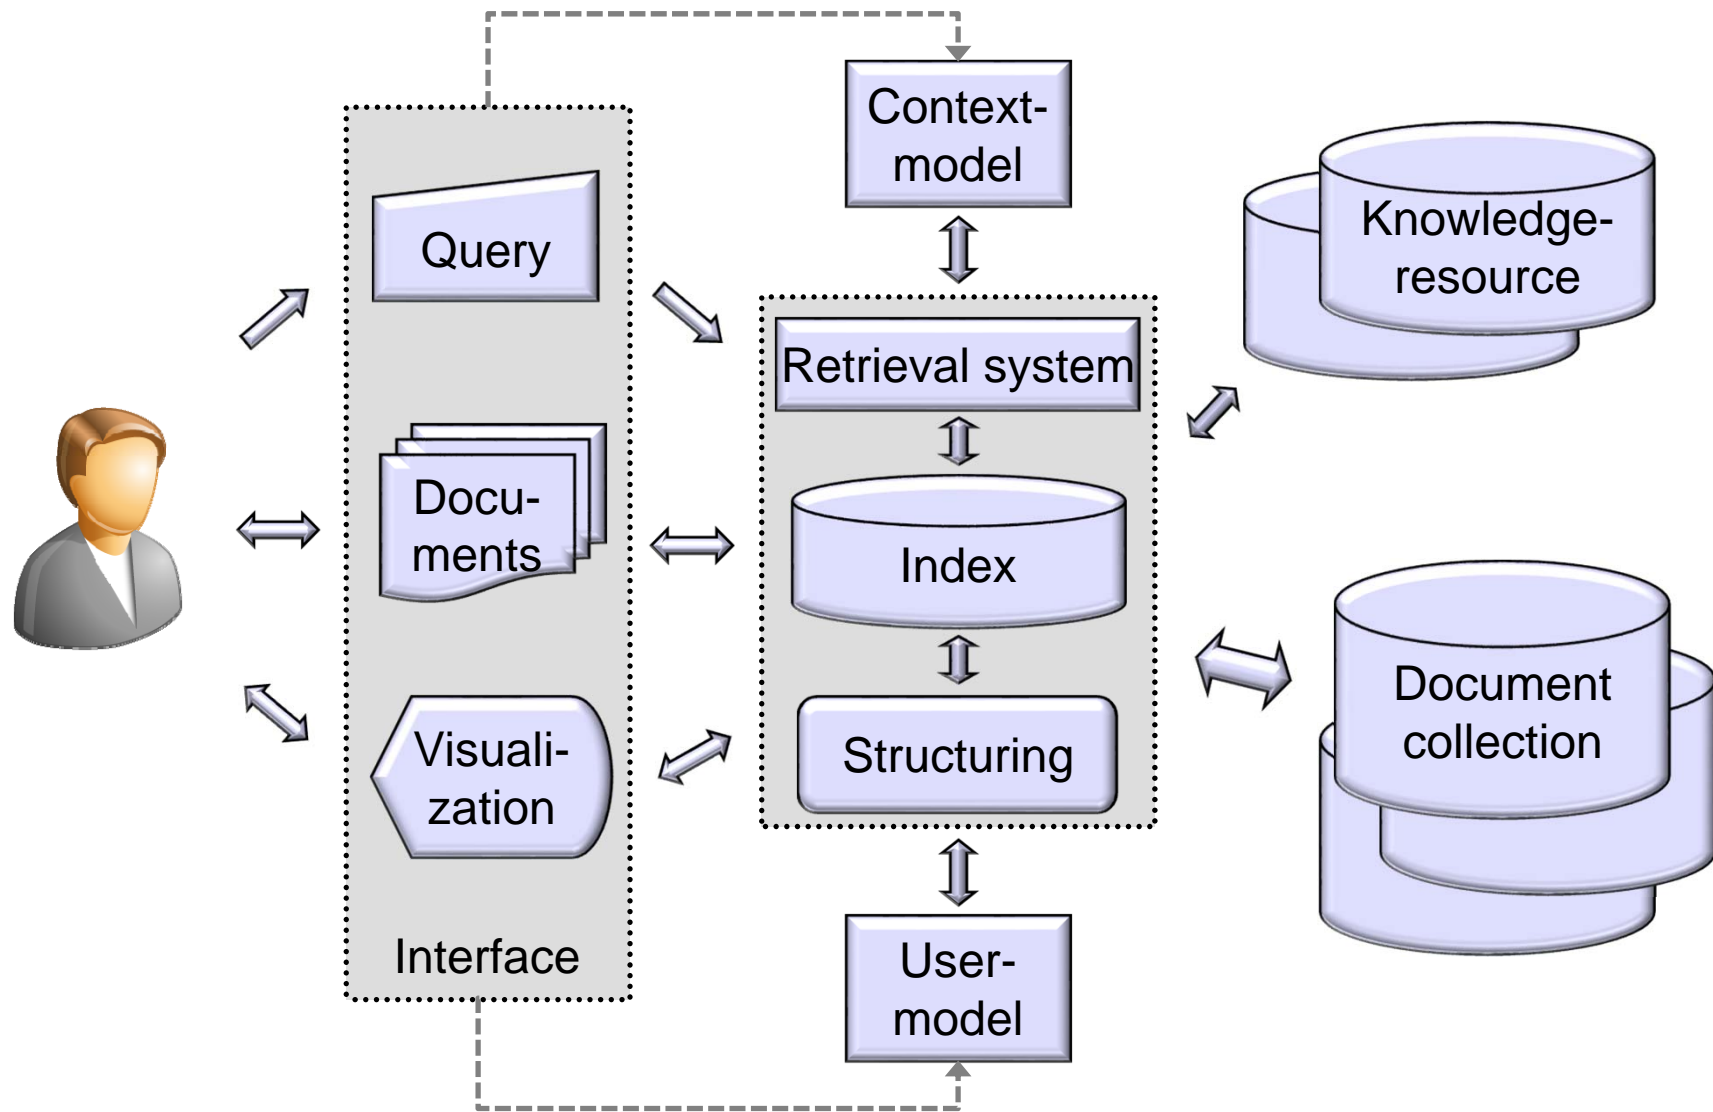 Context-
model
Knowledge-
resource
Query
Retrieval system
Docu-
ments
Index
Document
collection
Visuali-
zation
Structuring
Interface
User-
model